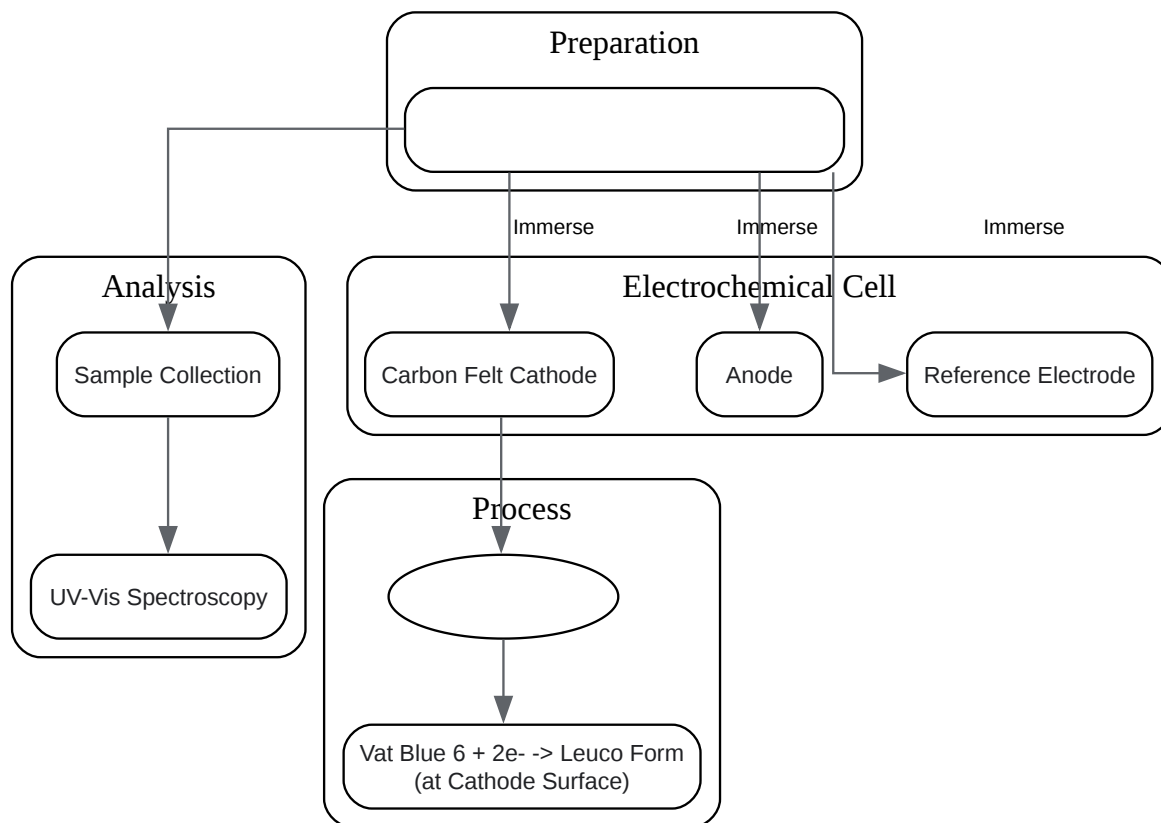 Preparation
Immerse
Immerse
Immerse
Analysis
Electrochemical Cell
Sample Collection
Carbon Felt Cathode
Anode
Reference Electrode
Process
UV-Vis Spectroscopy
Vat Blue 6 + 2e- -> Leuco Form
(at Cathode Surface)